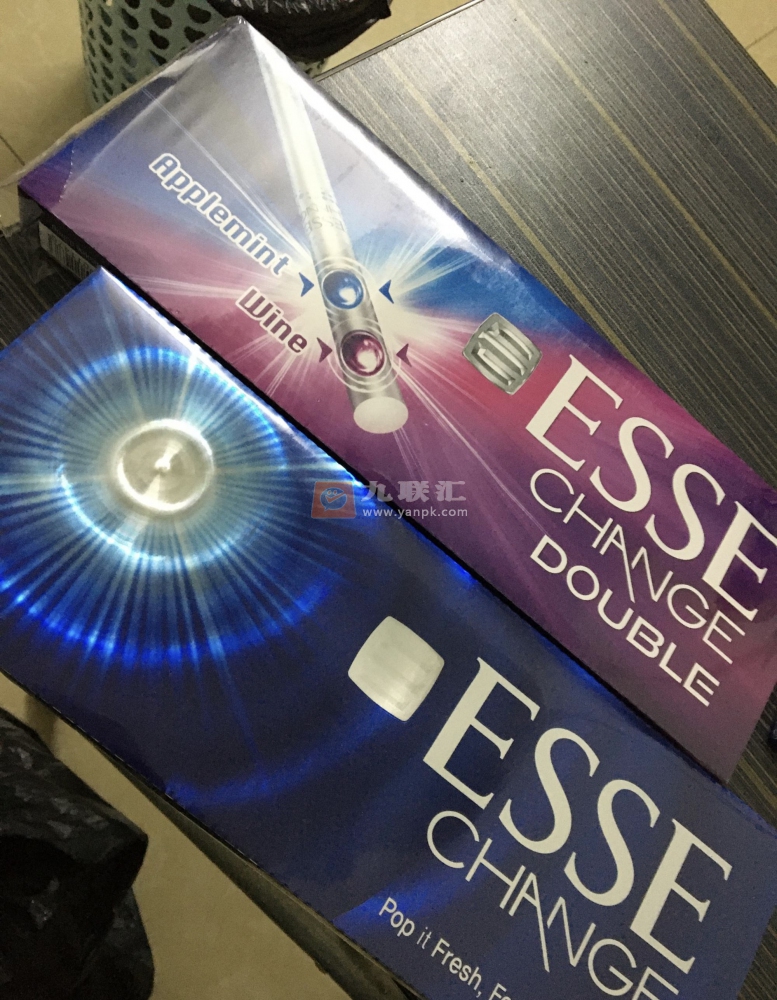 Applemint
Wine
ESSE
CHANGE
DOUBLE
九联汇
www.yanpk.com
ESSE
CHANGE
Pop it Fresh,